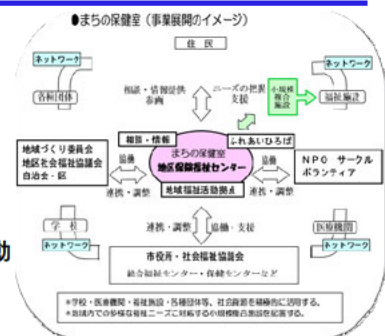 ●まちの保健室（事業展開のイメージ）
住 民
ネットワーク
ネットワーク
各種団体
相談・情報提供
参画
ニーズの把握
支援
小規模
複合
施設
福祉施設
相談・情報
ふれあいひろば
地域づくり委員会
地区社会福祉協議会
自治会・区
協働
連携・調整
まちの保健室
地区保険福祉センター
地域福祉活動拠点
協働
連携・調整
ＮＰＯ サークル
ボランティア
学 校
ネットワーク
連携・調整
協働・支援
医療機関
ネットワーク
動
市役所・社会福祉協議会
総合福祉センター・保健センターなど
*学校・医療機関・福祉施設・各種団体等、社会資源を積極的に活用する。
*地域内での多様な福祉ニーズに対応する小規模複合施設を配置する。